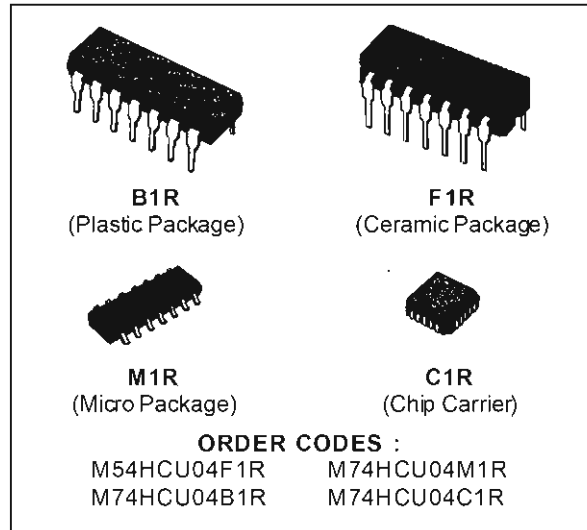 B1R
(Plastic Package)
F1R
(Ceramic Package)
M1R
(Micro Package)
C1R
(Chip Carrier)
ORDER CODES :
M54HCU04F1R M74HCU04M1R
M74HCU04B1R M74HCU04C1R